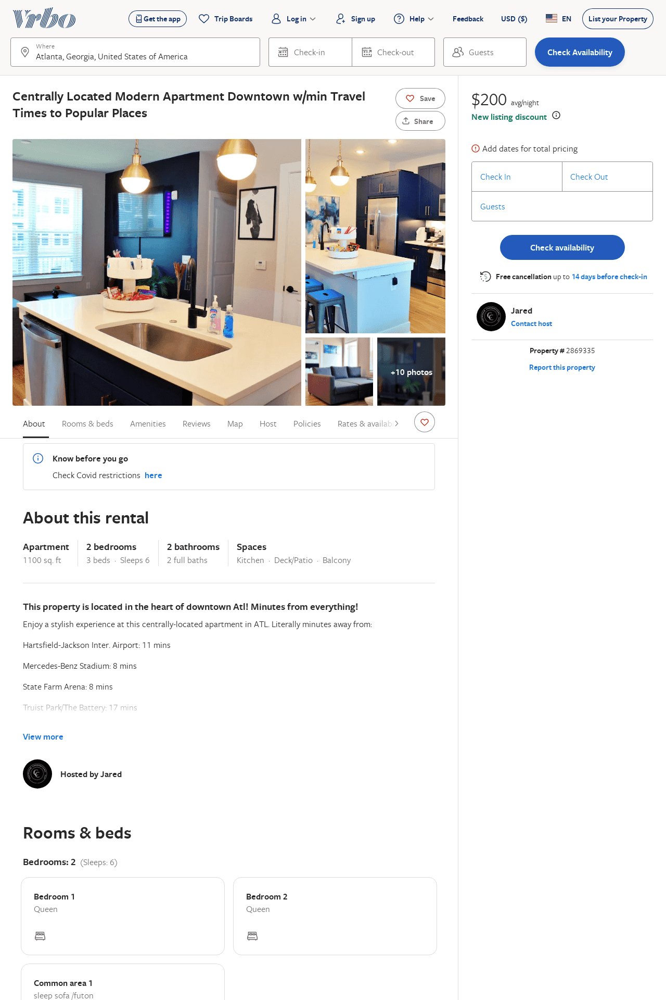 Vrbo
Get the app
Trip Boards
Log in
Sign up
Help
Feedback
USD ($)
EN
List your Property
Where
Atlanta, Georgia, United States of America
Check-in
Check-out
Guests
Check Availability
Centrally Located Modern Apartment Downtown w/min Travel
Times to Popular Places
Save
Share
+10 photos
$200 avg/night
New listing discount
Add dates for total pricing
Check In
Check Out
Guests
Check availability
Free cancellation up to 14 days before check-in
Jared
Contact host
Property # 2869335
Report this property
About
Rooms & beds
Amenities
Reviews
Map
Host
Policies
Rates & availab
Know before you go
Check Covid restrictions here
About this rental
Apartment
1100 sq. ft
2 bedrooms
3 beds · Sleeps 6
2 bathrooms
2 full baths
Spaces
Kitchen · Deck/Patio · Balcony
This property is located in the heart of downtown Atl! Minutes from everything!
Enjoy a stylish experience at this centrally-located apartment in ATL. Literally minutes away from:
Hartsfield-Jackson Inter. Airport: 11 mins
Mercedes-Benz Stadium: 8 mins
State Farm Arena: 8 mins
Truist Park/The Battery: 17 mins
View more
Hosted by Jared
Rooms & beds
Bedrooms: 2 (Sleeps: 6)
Bedroom 1
Queen
Bedroom 2
Queen
Common area 1
sleep sofa /futon